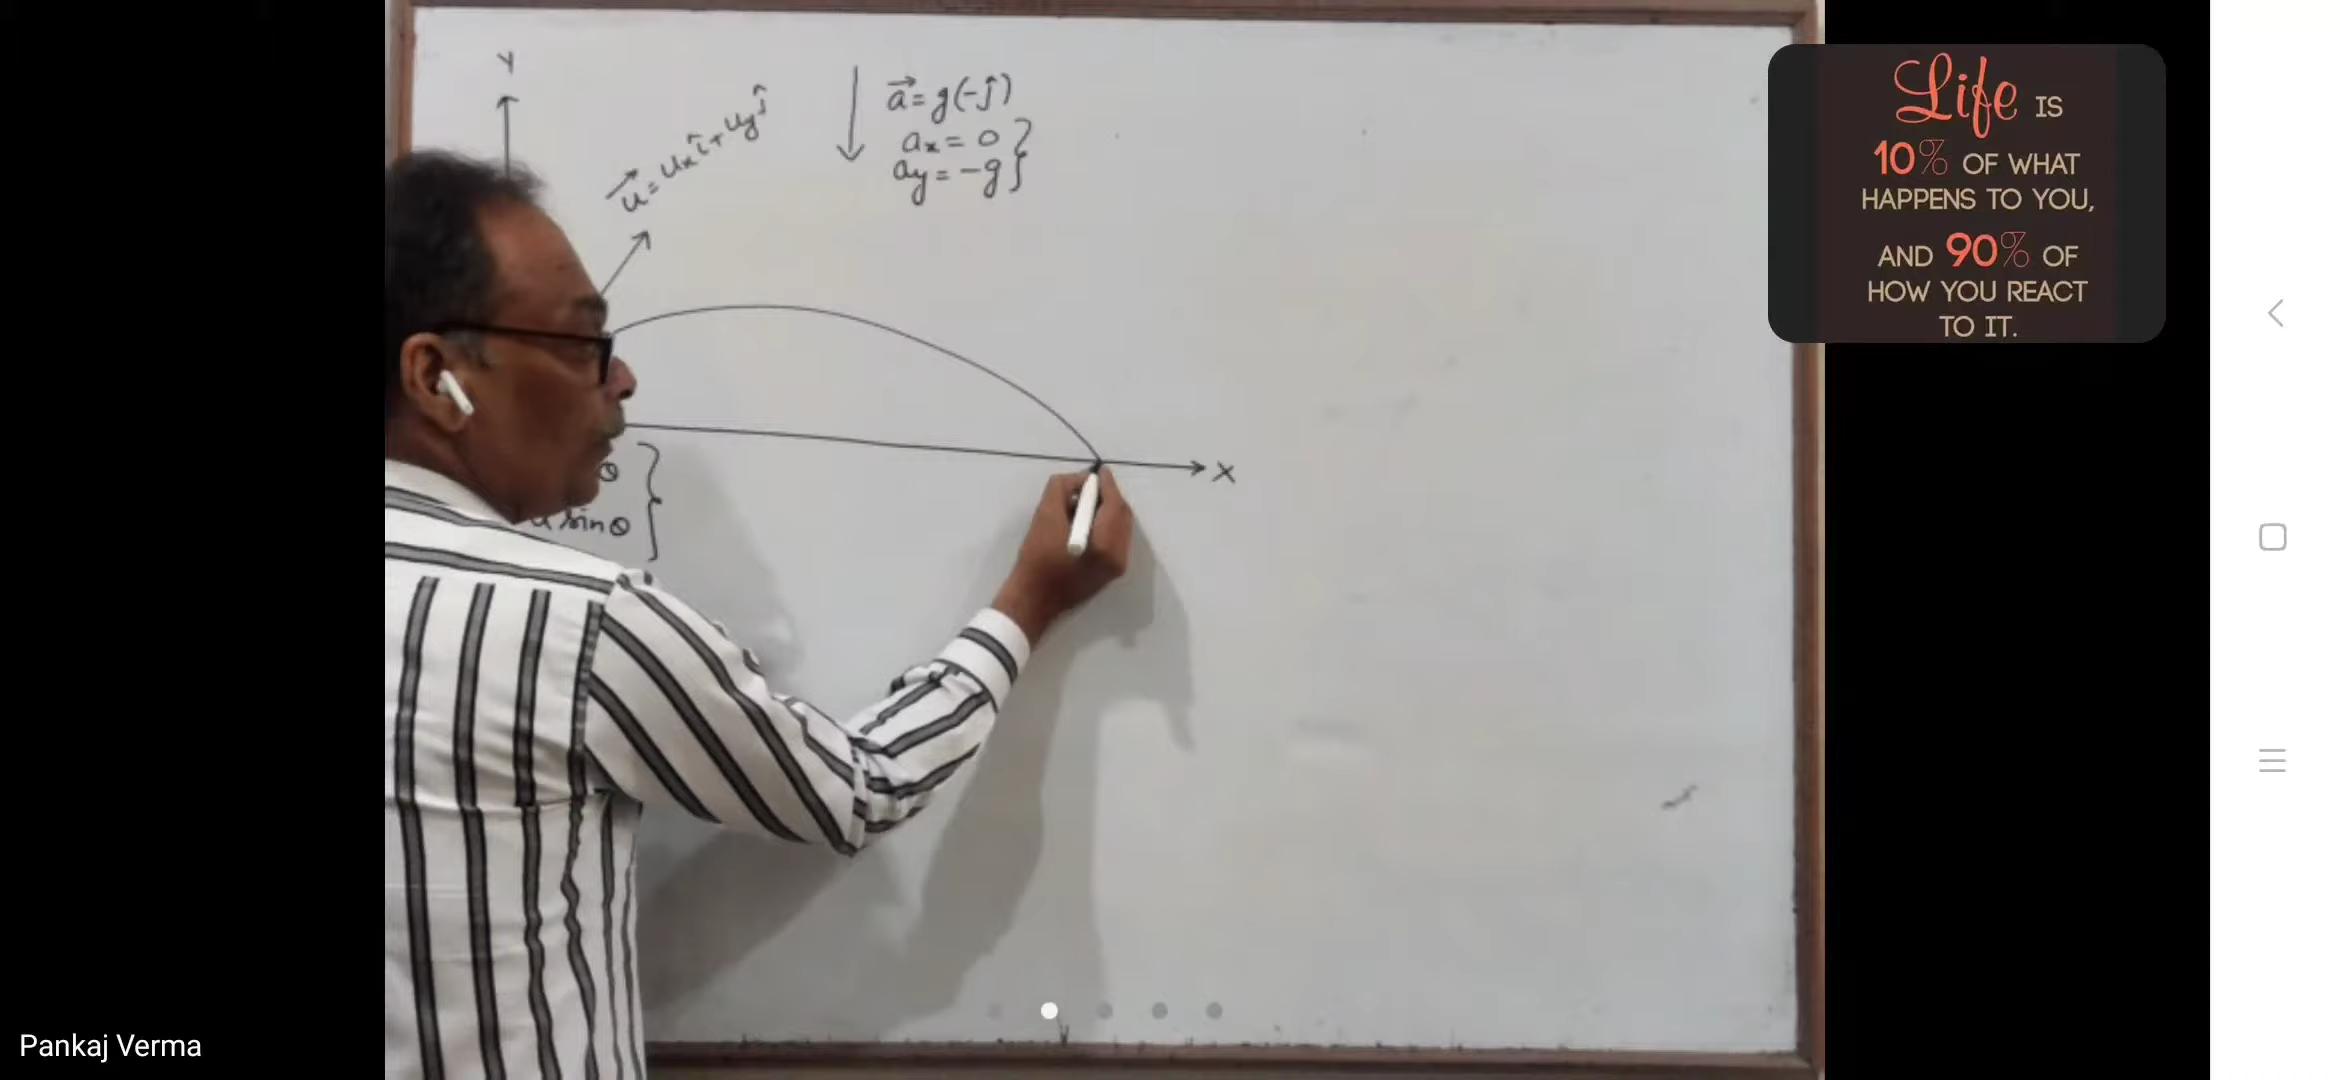 Y
u⃗ = uₓî + u_yĵ
a⃗ = g(-ĵ)
aₓ = 0
a_y = -g
X
θ
u sinθ
Life IS
10% OF WHAT
HAPPENS TO YOU,
AND 90% OF
HOW YOU REACT
TO IT.
Pankaj Verma